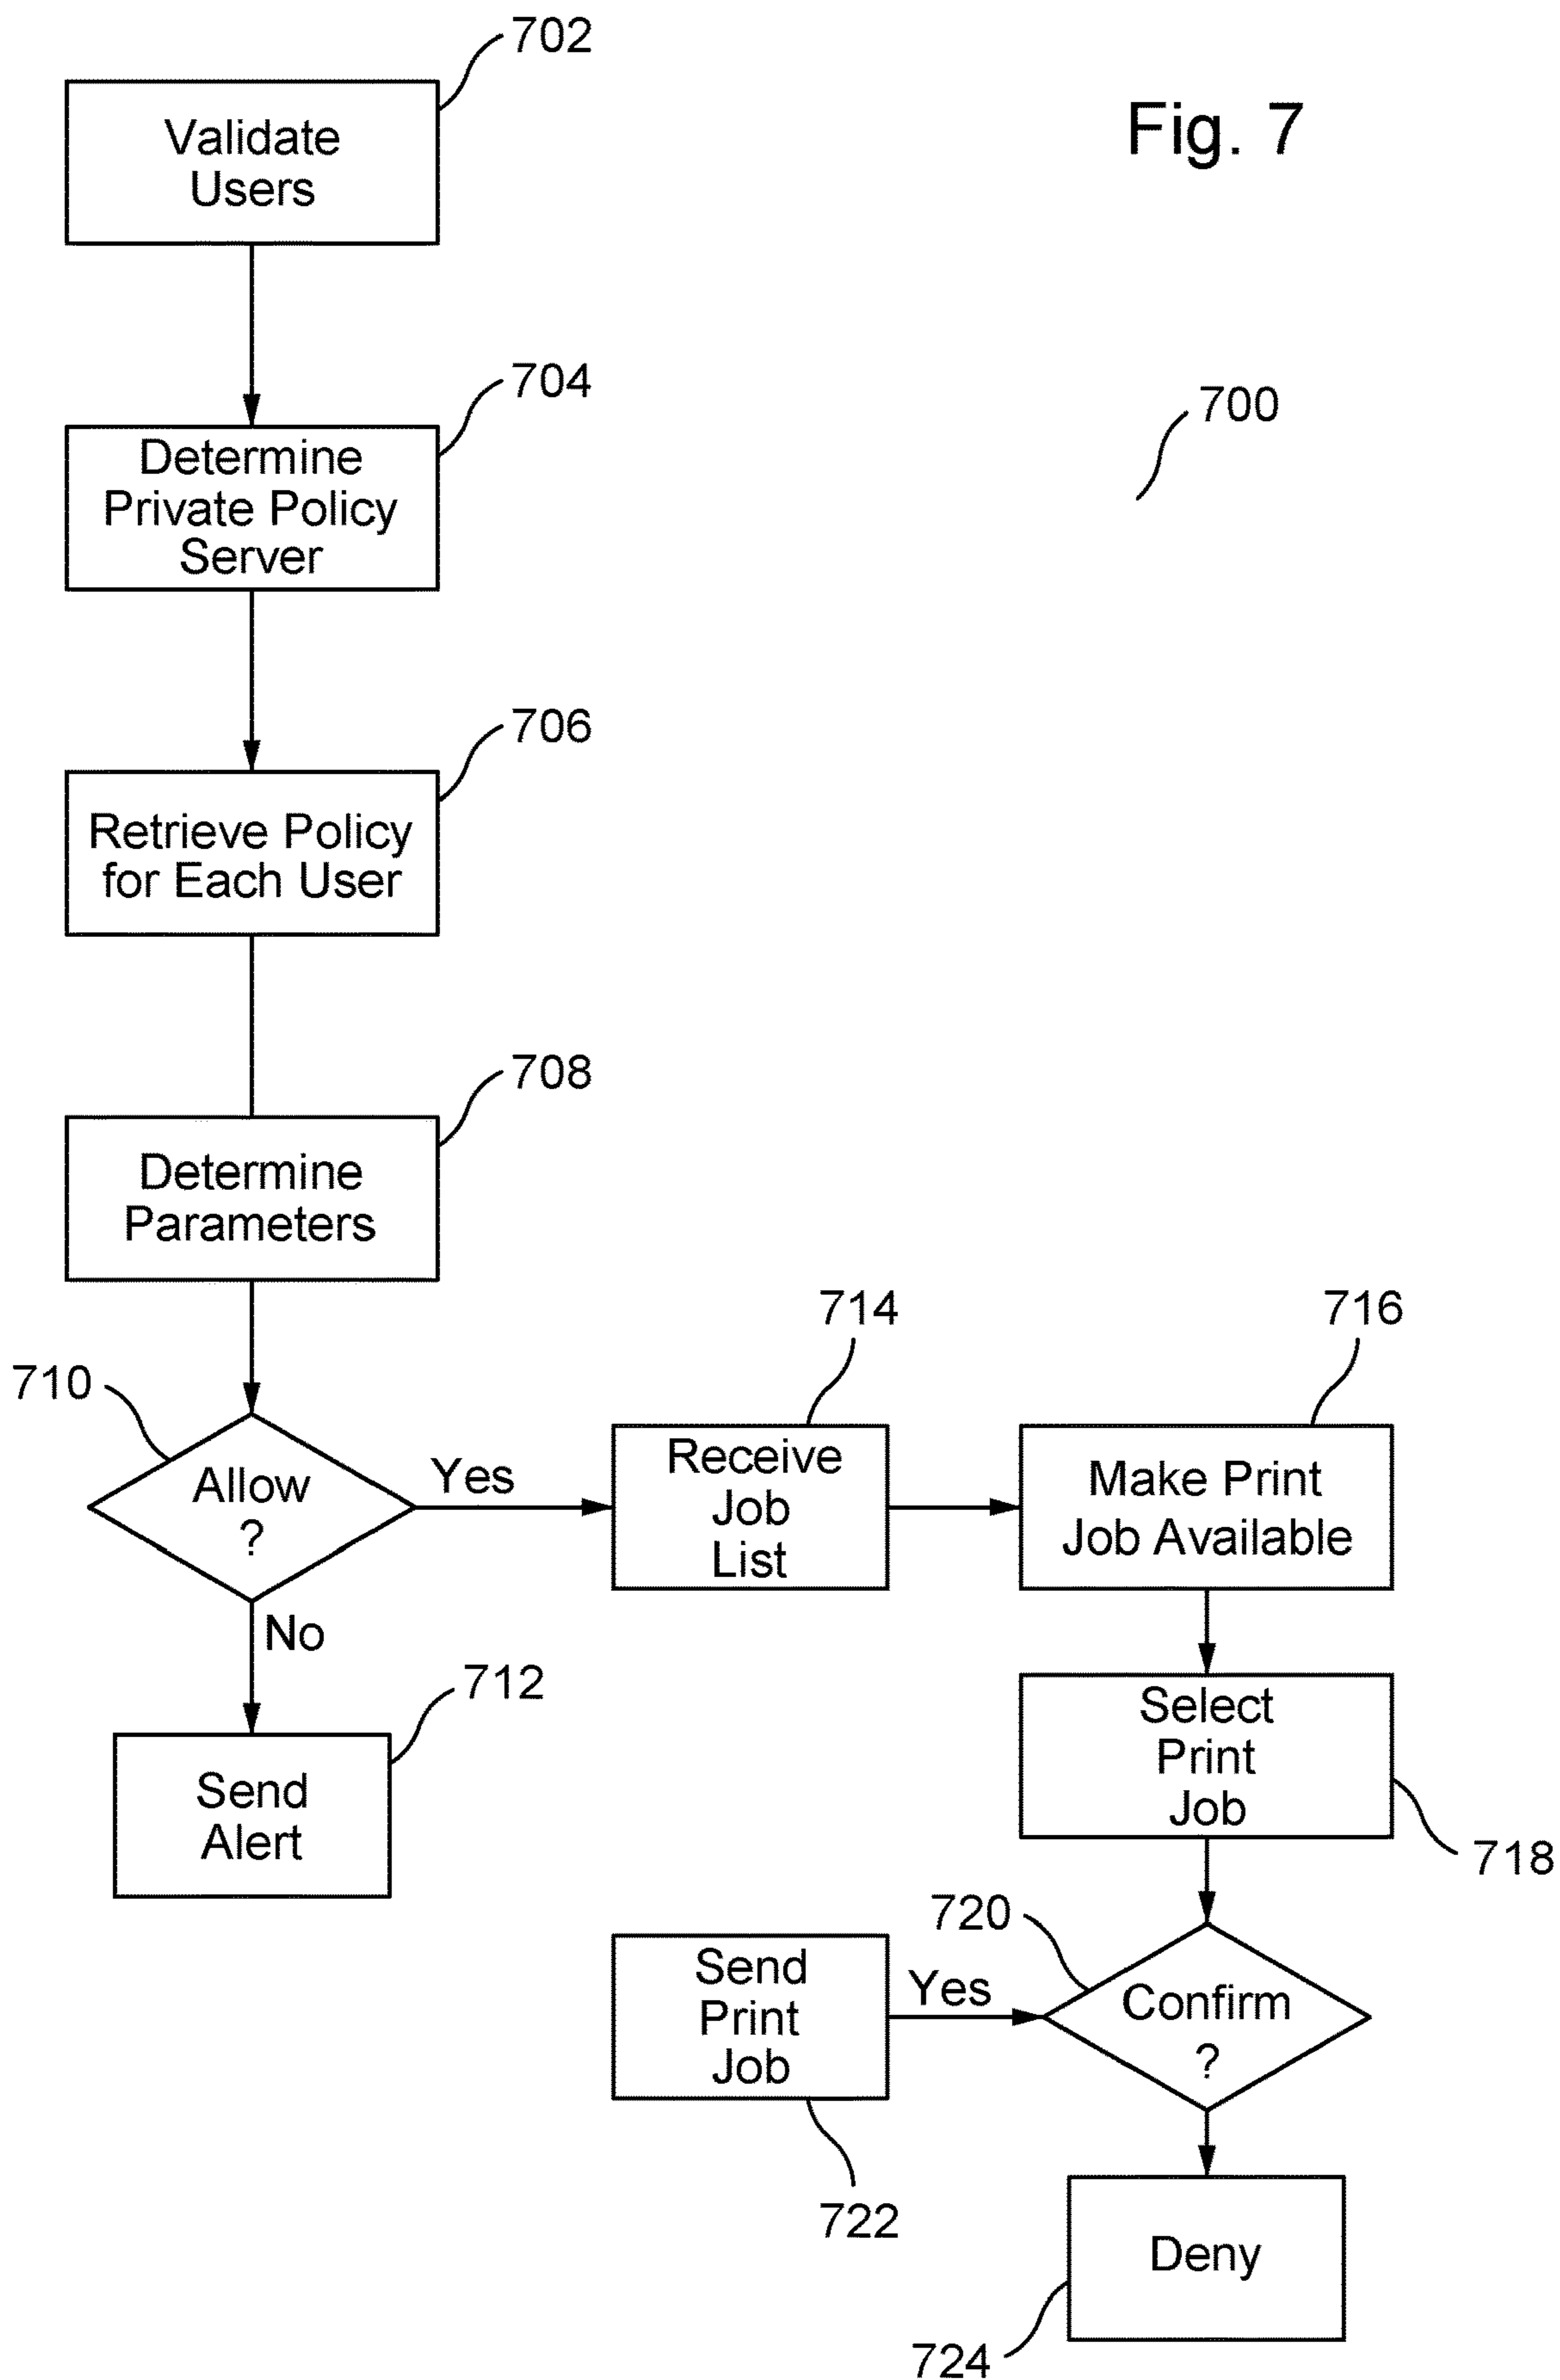 702
Validate
Users
Fig. 7
704
Determine
Private Policy
Server
700
706
Retrieve Policy
for Each User
708
Determine
Parameters
710
Allow
?
Yes
No
712
Send
Alert
714
Receive
Job
List
716
Make Print
Job Available
Select
Print
Job
718
720
Confirm
?
Yes
Send
Print
Job
722
Deny
724